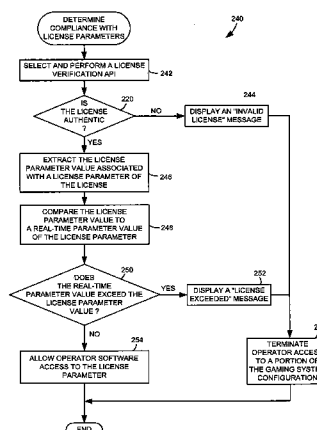 DETERMINE
COMPLIANCE WITH
LICENSE PARAMETERS
240
SELECT AND PERFORM A LICENSE
VERIFICATION API
242
IS
THE LICENSE
AUTHENTIC
?
220
NO
244
DISPLAY AN "INVALID
LICENSE" MESSAGE
YES
EXTRACT THE LICENSE
PARAMETER VALUE ASSOCIATED
WITH A LICENSE PARAMETER OF
THE LICENSE
246
COMPARE THE LICENSE
PARAMETER VALUE TO
A REAL-TIME PARAMETER VALUE
OF THE LICENSE PARAMETER
248
DOES
THE REAL-TIME
PARAMETER VALUE EXCEED THE
LICENSE PARAMETER
VALUE ?
250
YES
252
DISPLAY A "LICENSE
EXCEEDED" MESSAGE
NO
254
ALLOW OPERATOR SOFTWARE
ACCESS TO THE LICENSE
PARAMETER
TERMINATE
OPERATOR ACCESS
TO A PORTION OF
THE GAMING SYSTEM
CONFIGURATION
END